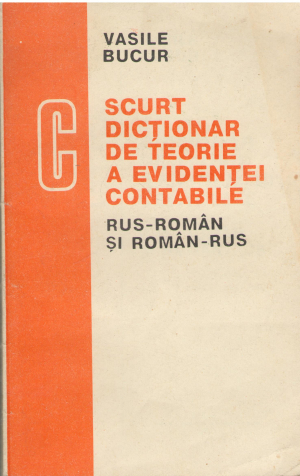 VASILE
BUCUR
C
SCURT
DICȚIONAR
DE TEORIE
A EVIDENȚEI
CONTABILE
RUS-ROMÂN
ȘI ROMÂN-RUS